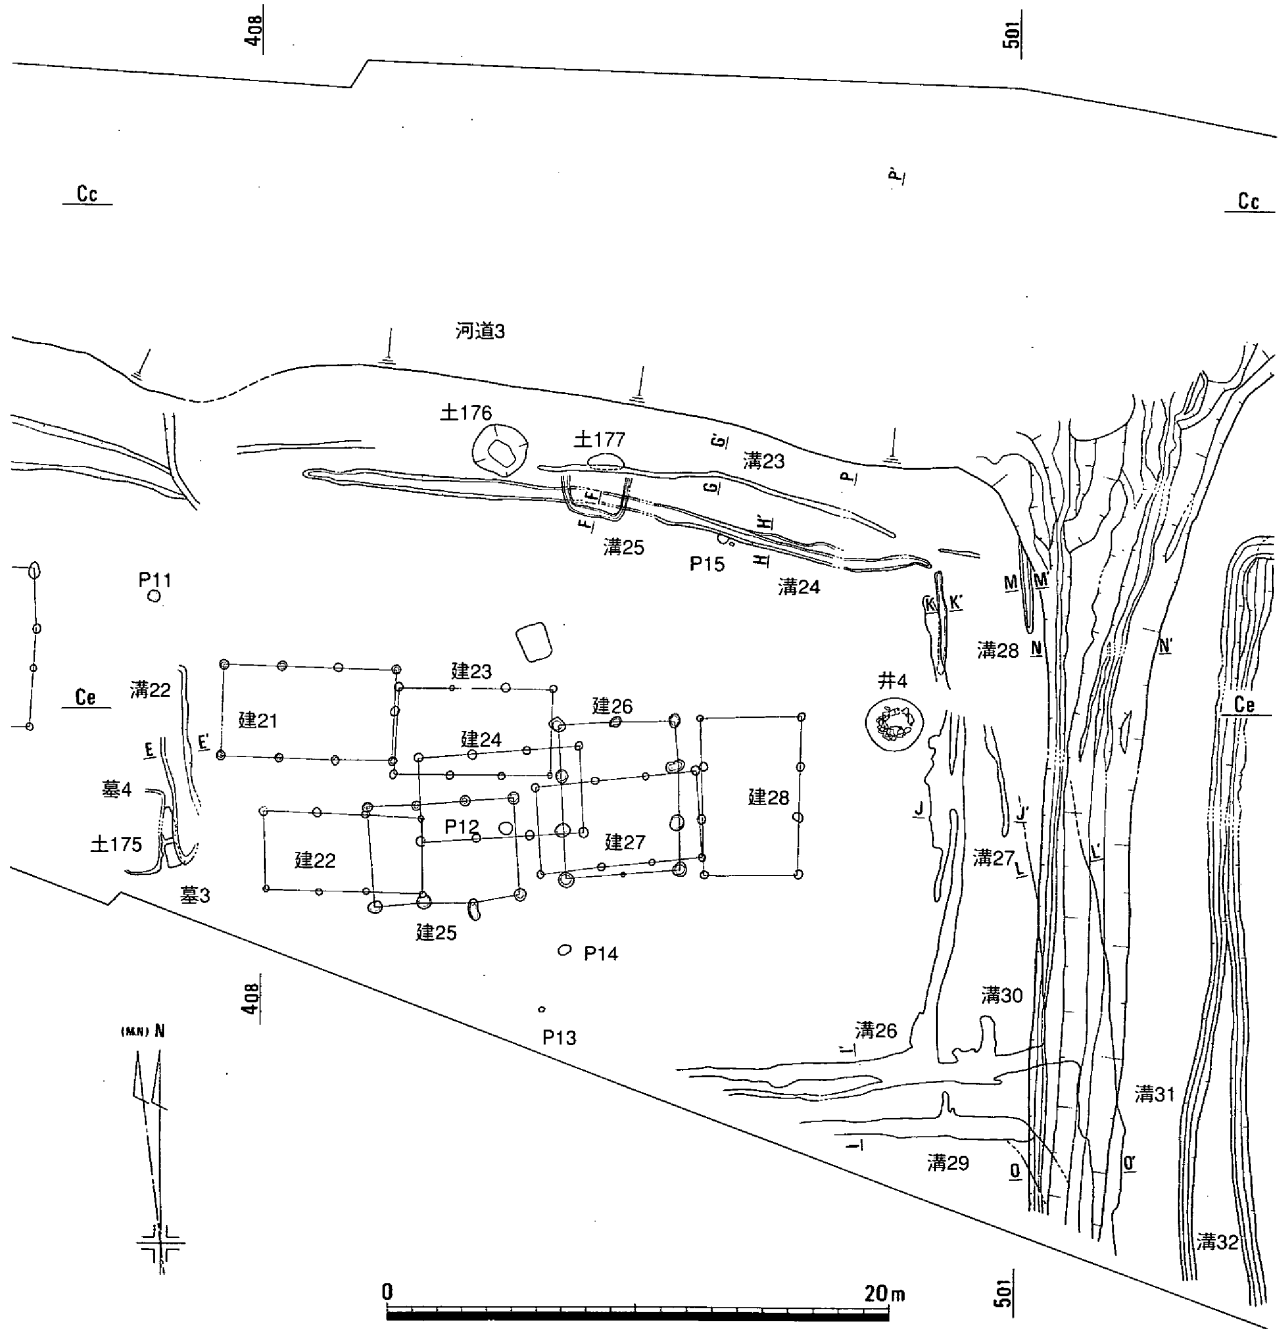 408
501
P'
Cc
Cc
河道3
土176
土177
G'
溝23
G
P
F'
F
H'
溝25
P15
H
溝24
M
M'
P11
K
K'
溝28
N
N'
建23
溝22
Ce
井4
建21
建26
Ce
E
E'
建24
墓4
建28
J
J'
P12
土175
建22
建27
溝27
L
L'
墓3
建25
P14
408
溝30
(M.N) N
P13
溝26
I'
溝31
I
溝29
O
O'
溝32
0
20m
501